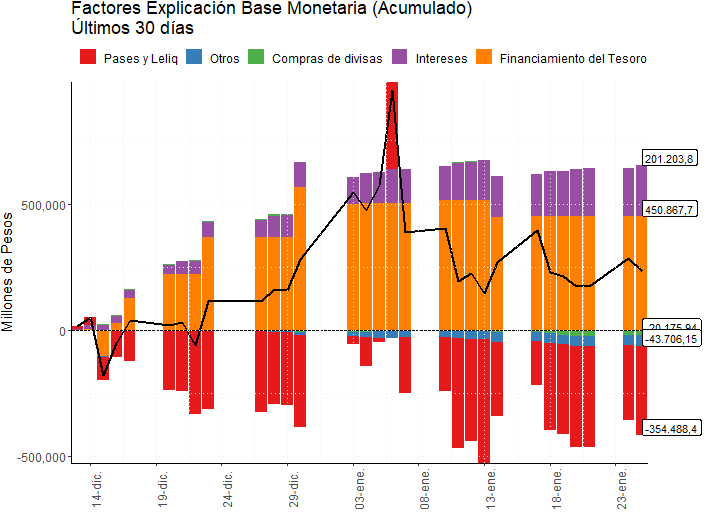 Factores Explicación Base Monetaria (Acumulado)
Últimos 30 días
Pases y Leliq
Otros
Compras de divisas
Intereses
Financiamiento del Tesoro
Millones de Pesos
500,000
0
-500,000
201.203,8
450.867,7
-20.175,94
-43.706,15
-354.488,4
14-dic.
19-dic.
24-dic.
29-dic.
03-ene.
08-ene.
13-ene.
18-ene.
23-ene.